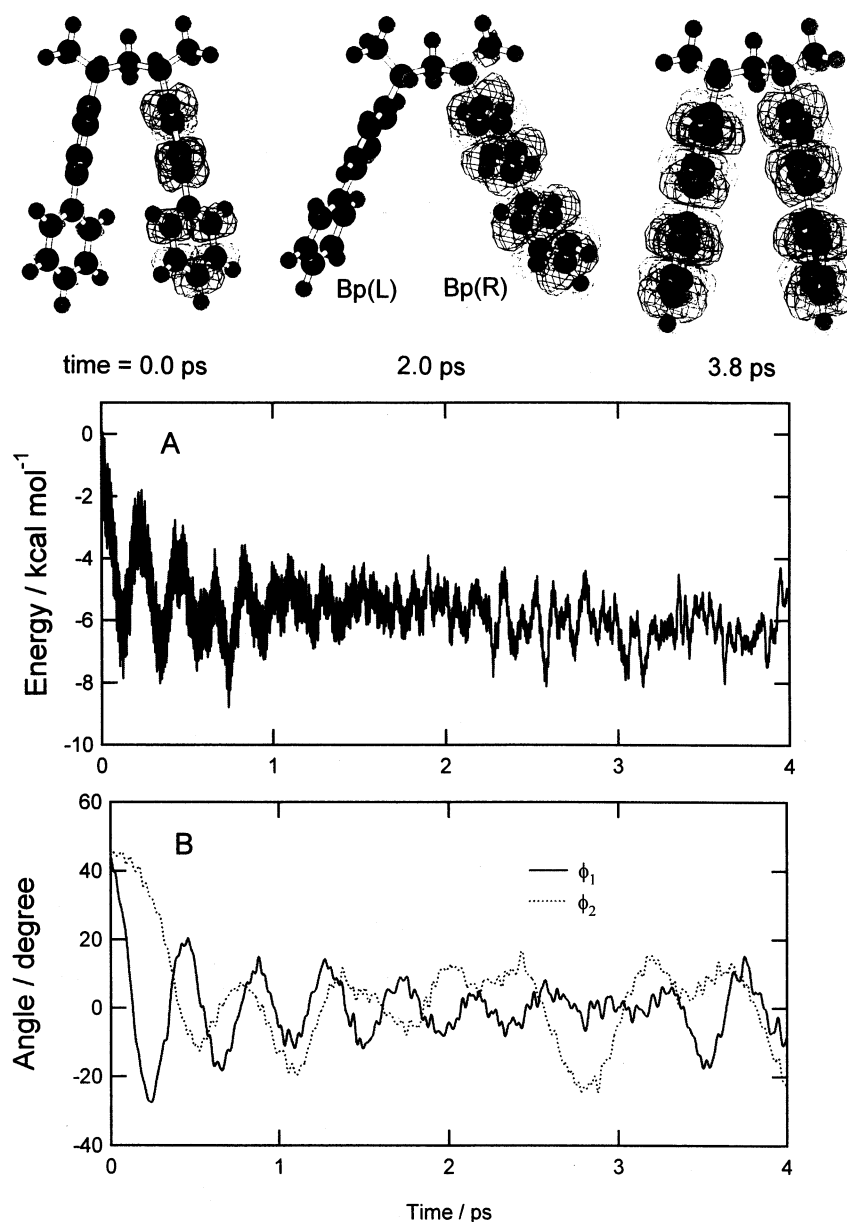 Bp(L) Bp(R)
time = 0.0 ps 2.0 ps 3.8 ps
A
Energy / kcal mol⁻¹
0
-2
-4
-6
-8
-10
0 1 2 3 4
B
ϕ₁
ϕ₂
Angle / degree
60
40
20
0
-20
-40
0 1 2 3 4
Time / ps